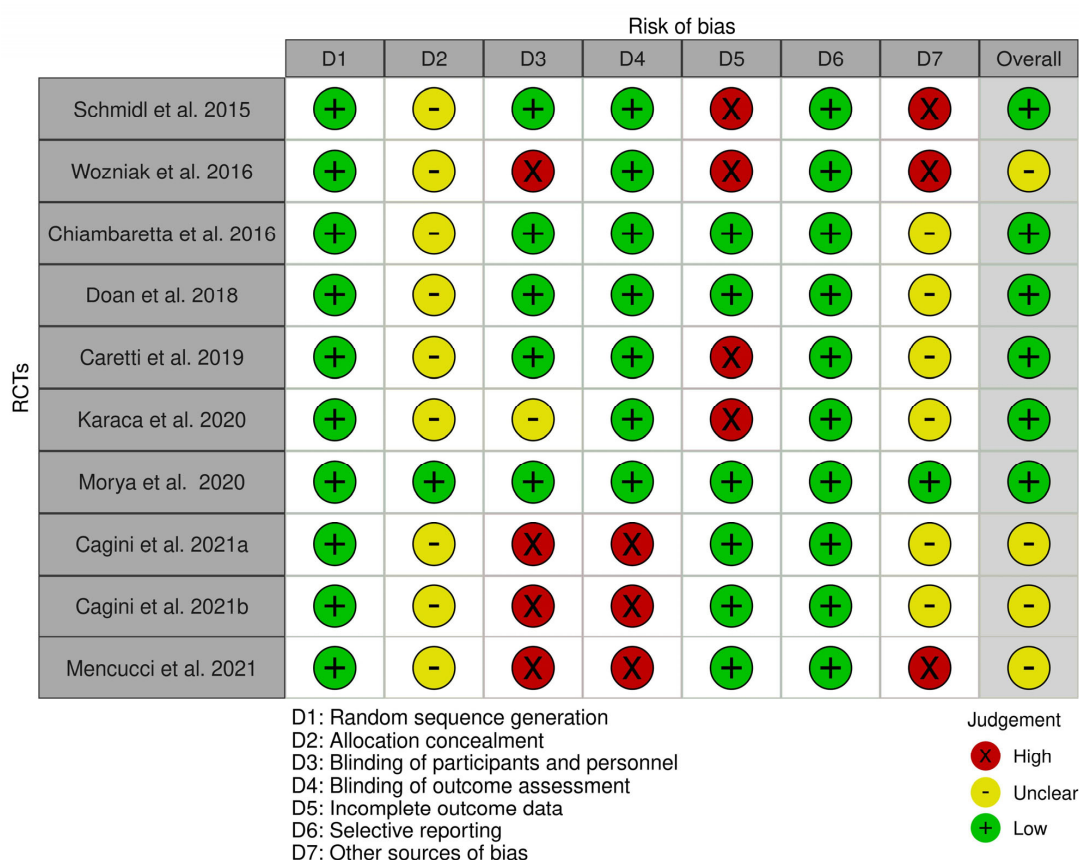 Risk of bias
D1 D2 D3 D4 D5 D6 D7 Overall
RCTs
Schmidl et al. 2015 + - + + X + X +
Wozniak et al. 2016 + - X + X + X -
Chiambaretta et al. 2016 + - + + + + - +
Doan et al. 2018 + - + + + + - +
Caretti et al. 2019 + - + + X + - +
Karaca et al. 2020 + - - + X + - +
Morya et al. 2020 + + + + + + + +
Cagini et al. 2021a + - X X + + - -
Cagini et al. 2021b + - X X + + - -
Mencucci et al. 2021 + - X X + + X -
D1: Random sequence generation
D2: Allocation concealment
D3: Blinding of participants and personnel
D4: Blinding of outcome assessment
D5: Incomplete outcome data
D6: Selective reporting
D7: Other sources of bias
Judgement
X High
- Unclear
+ Low